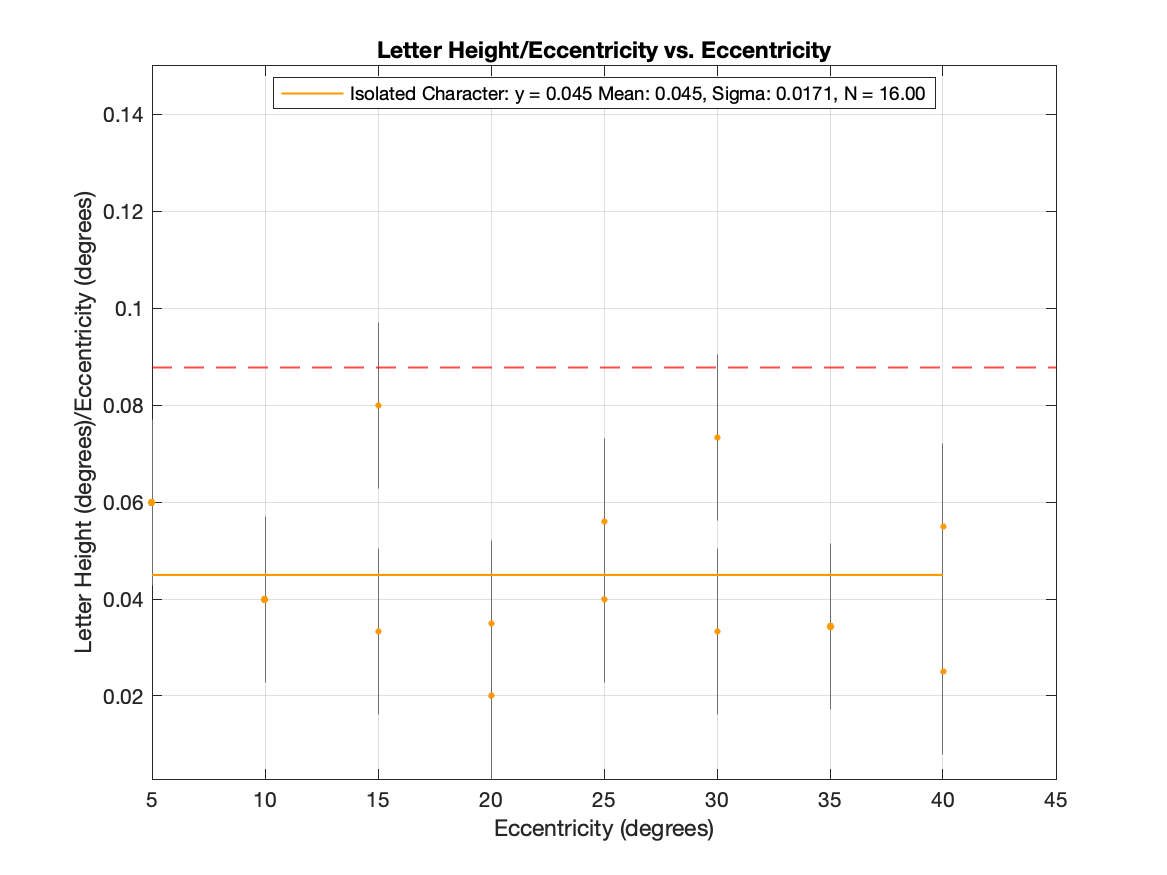 Letter Height/Eccentricity vs. Eccentricity
Isolated Character: y = 0.045 Mean: 0.045, Sigma: 0.0171, N = 16.00
Letter Height (degrees)/Eccentricity (degrees)
0.14
0.12
0.1
0.08
0.06
0.04
0.02
5 10 15 20 25 30 35 40 45
Eccentricity (degrees)